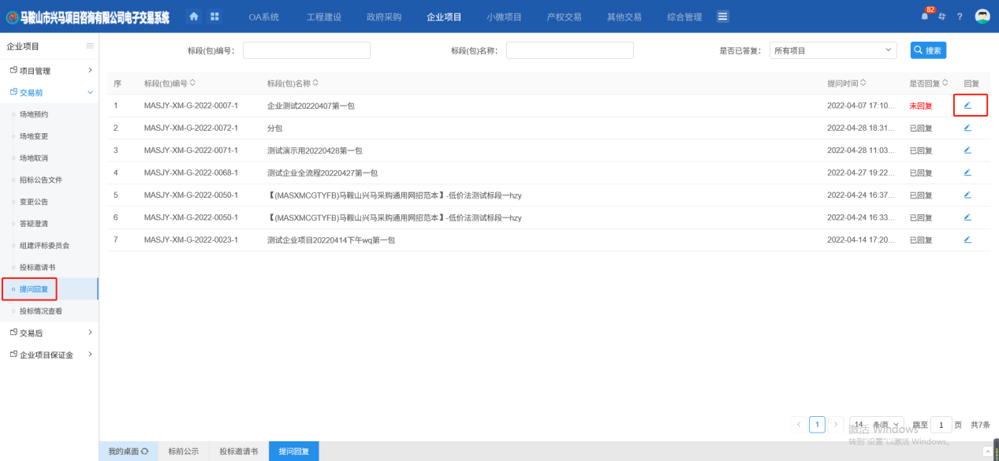 马鞍山市兴马项目咨询有限公司电子交易系统 OA系统 工程建设 政府采购 企业项目 小微项目 产权交易 其他交易 综合管理 82 ?
企业项目
项目管理
交易前
场地预约
场地变更
场地取消
招标公告文件
变更公告
答疑澄清
组建评标委员会
投标邀请书
提问回复
投标情况查看
交易后
企业项目保证金
标段(包)编号： 标段(包)名称： 是否已答复： 所有项目 搜索
序 标段(包)编号 标段(包)名称 提问时间 是否回复 回复
1 MASJY-XM-G-2022-0007-1 企业测试20220407第一包 2022-04-07 17:10... 未回复
2 MASJY-XM-G-2022-0072-1 分包 2022-04-28 18:31... 已回复
3 MASJY-XM-G-2022-0071-1 测试演示用20220428第一包 2022-04-28 11:03... 已回复
4 MASJY-XM-G-2022-0068-1 测试企业全流程20220427第一包 2022-04-27 19:22... 已回复
5 MASJY-XM-G-2022-0050-1 【(MASXMCGTYFB)马鞍山兴马采购通用网招范本】-低价法测试标段一hzy 2022-04-24 16:37... 已回复
6 MASJY-XM-G-2022-0050-1 【(MASXMCGTYFB)马鞍山兴马采购通用网招范本】-低价法测试标段一hzy 2022-04-24 16:33... 已回复
7 MASJY-XM-G-2022-0023-1 测试企业项目20220414下午wq第一包 2022-04-14 17:20... 已回复
1 14 条/页 跳至 1 页 共7条
激活 Windows
转到"设置"以激活 Windows。
我的桌面 标前公示 投标邀请书 提问回复